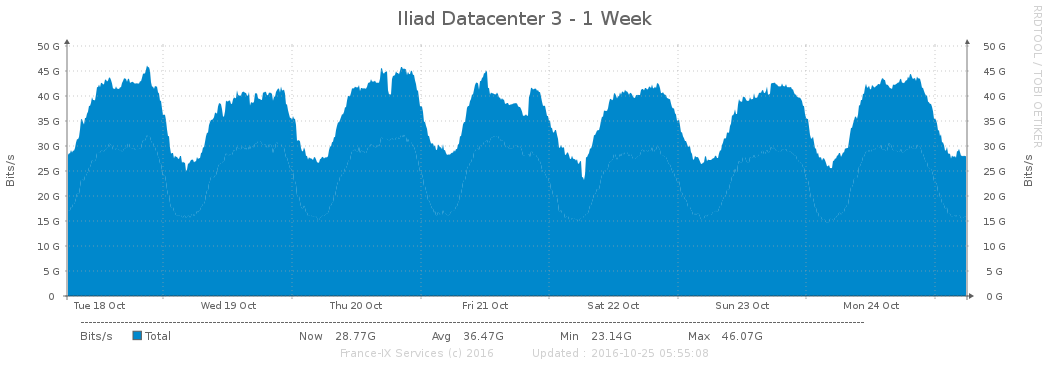 Iliad Datacenter 3 - 1 Week
RRDTOOL / TOBI OETIKER
Bits/s
50 G 50 G
45 G 45 G
40 G 40 G
35 G 35 G
30 G 30 G
25 G 25 G
20 G 20 G
15 G 15 G
10 G 10 G
5 G 5 G
0 0 G
Bits/s
Tue 18 Oct Wed 19 Oct Thu 20 Oct Fri 21 Oct Sat 22 Oct Sun 23 Oct Mon 24 Oct
Bits/s Total Now 28.77G Avg 36.47G Min 23.14G Max 46.07G
France-IX Services (c) 2016 Updated : 2016-10-25 05:55:08